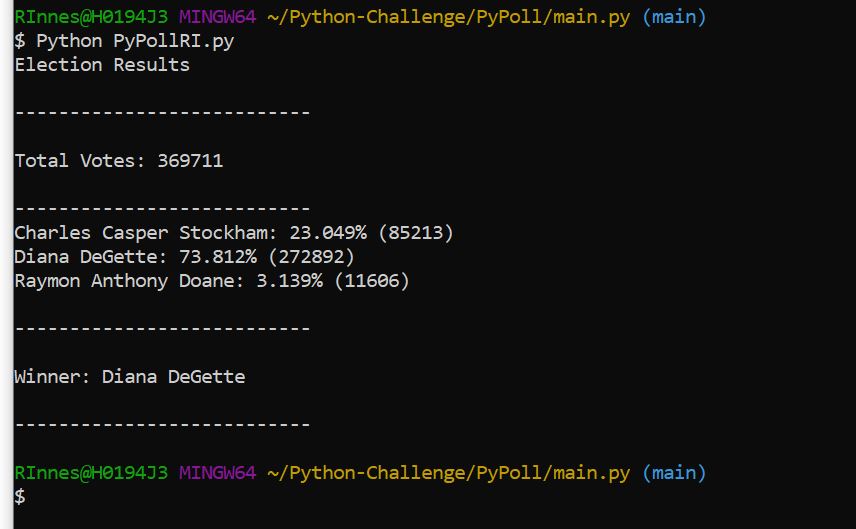 RInnes@H0194J3 MINGW64 ~/Python-Challenge/PyPoll/main.py (main)
$ Python PyPollRI.py
Election Results
---------------------------
Total Votes: 369711
---------------------------
Charles Casper Stockham: 23.049% (85213)
Diana DeGette: 73.812% (272892)
Raymon Anthony Doane: 3.139% (11606)
---------------------------
Winner: Diana DeGette
---------------------------
RInnes@H0194J3 MINGW64 ~/Python-Challenge/PyPoll/main.py (main)
$